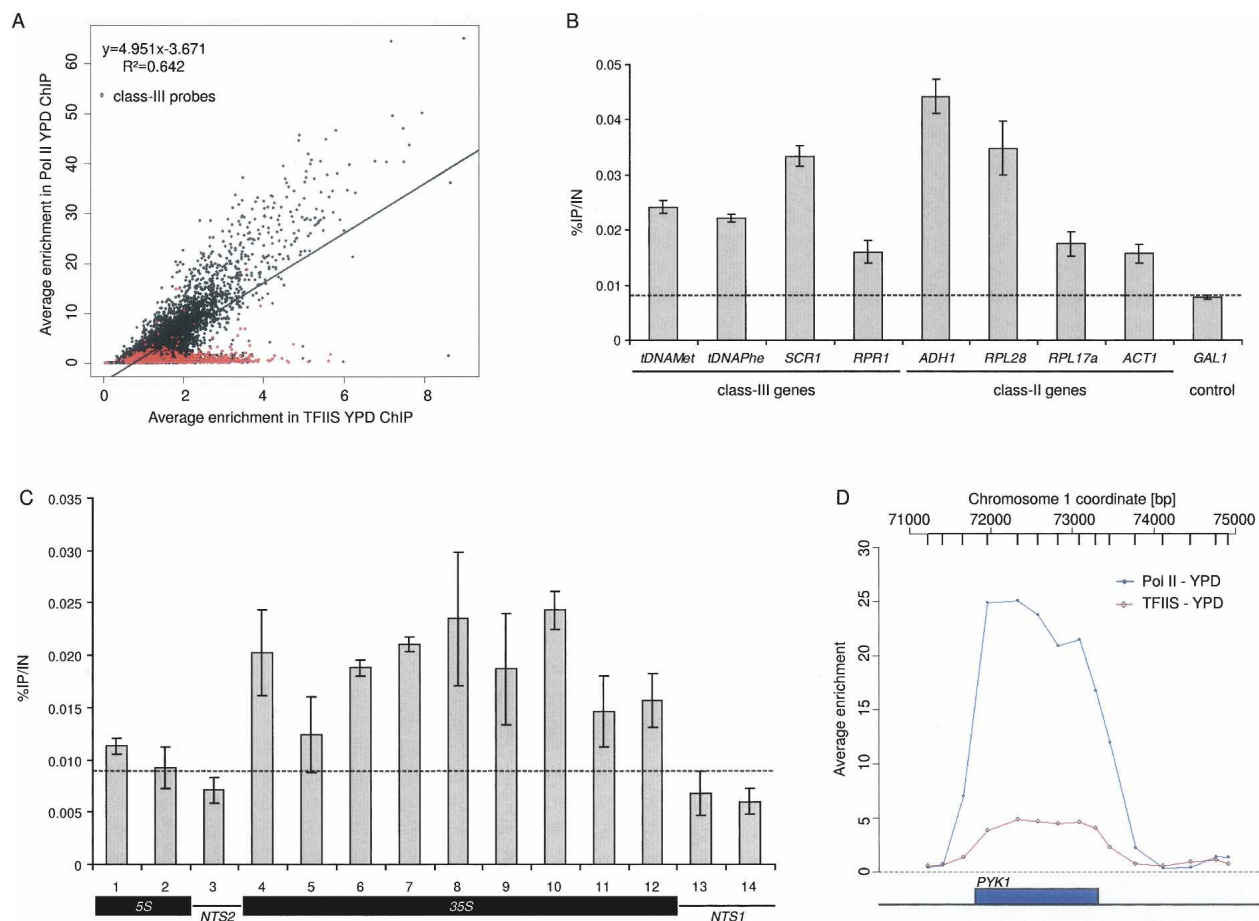 A
y=4.951x-3.671
R²=0.642
class-III probes
Average enrichment in Pol II YPD ChIP
60
50
40
30
20
10
0
0 2 4 6 8
Average enrichment in TFIIS YPD ChIP
B
%IP/IN
0.05
0.04
0.03
0.02
0.01
0
tDNAMet tDNAPhe SCR1 RPR1 ADH1 RPL28 RPL17a ACT1 GAL1
class-III genes class-II genes control
C
%IP/IN
0.035
0.030
0.025
0.020
0.015
0.010
0.005
0
1 2 3 4 5 6 7 8 9 10 11 12 13 14
5S NTS2 35S NTS1
D
Chromosome 1 coordinate [bp]
71000 72000 73000 74000 75000
Average enrichment
30
25
20
15
10
5
0
Pol II - YPD
TFIIS - YPD
PYK1